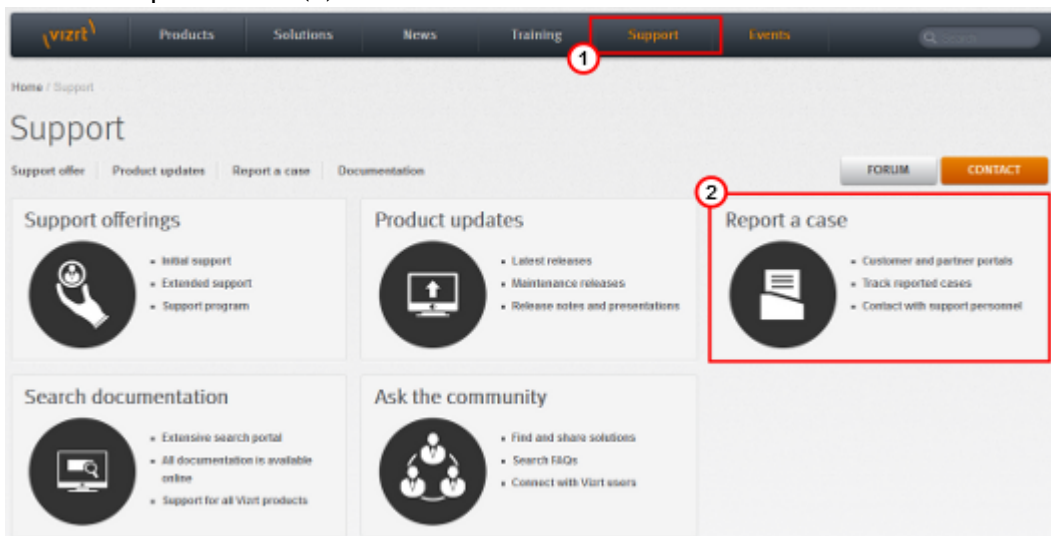 vizrt Products Solutions News Training Support Events Search
1
Home / Support
Support
Support offer Product updates Report a case Documentation
FORUM CONTACT
2
Support offerings
Initial support
Extended support
Support program
Product updates
Latest releases
Maintenance releases
Release notes and presentations
Report a case
Customer and partner portals
Track reported cases
Contact with support personnel
Search documentation
Extensive search portal
All documentation is available
online
Support for all Vizrt products
Ask the community
Find and share solutions
Search FAQs
Connect with Vizrt users